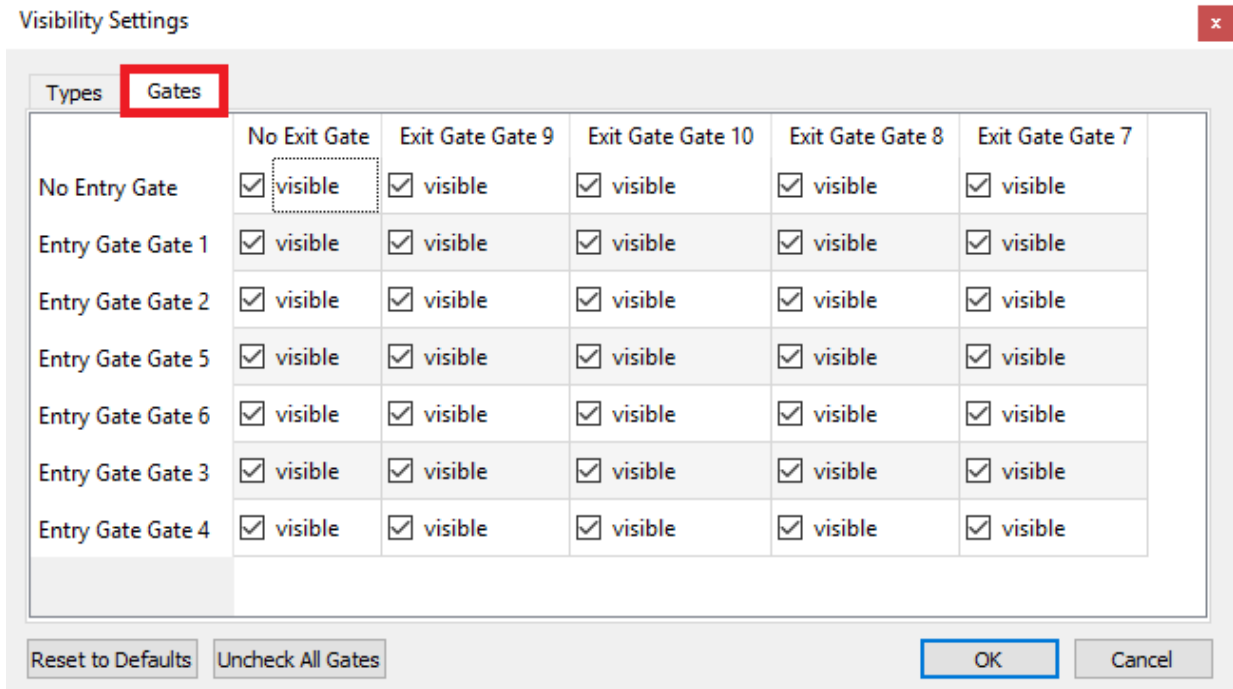 Visibility Settings
x
Types Gates
No Exit Gate Exit Gate Gate 9 Exit Gate Gate 10 Exit Gate Gate 8 Exit Gate Gate 7
No Entry Gate visible visible visible visible visible
Entry Gate Gate 1 visible visible visible visible visible
Entry Gate Gate 2 visible visible visible visible visible
Entry Gate Gate 5 visible visible visible visible visible
Entry Gate Gate 6 visible visible visible visible visible
Entry Gate Gate 3 visible visible visible visible visible
Entry Gate Gate 4 visible visible visible visible visible
Reset to Defaults Uncheck All Gates OK Cancel